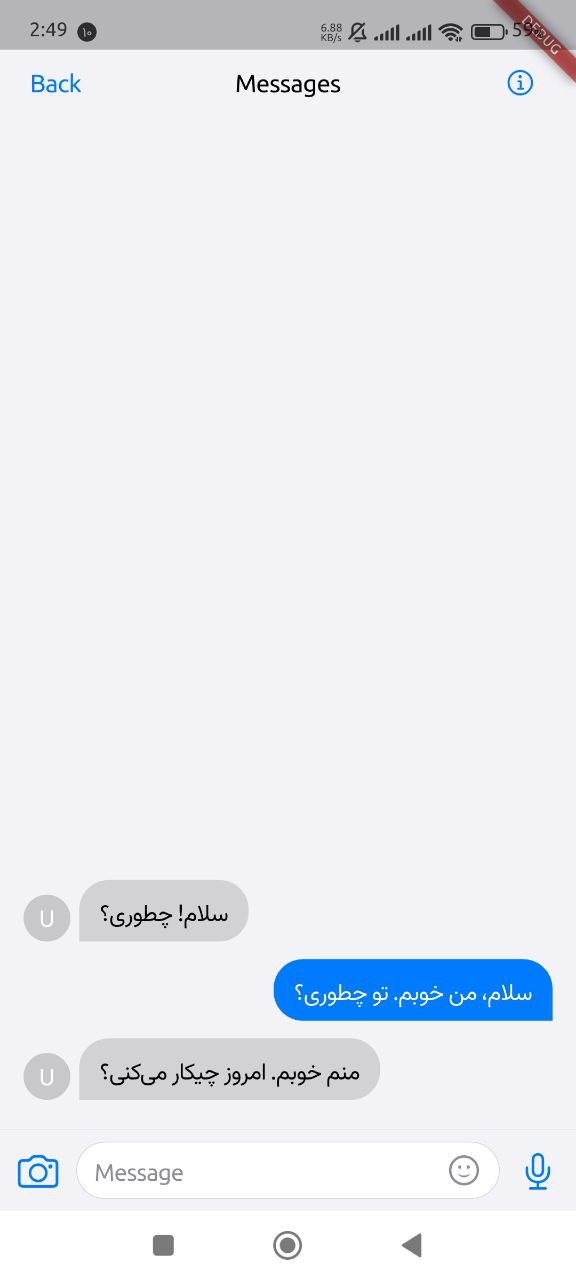 2:49 ۱۰ 6.88 KB/s 59%
DEBUG
Back Messages
سلام! چطوری؟
U
سلام، من خوبم. تو چطوری؟
منم خوبم. امروز چیکار می‌کنی؟
U
Message